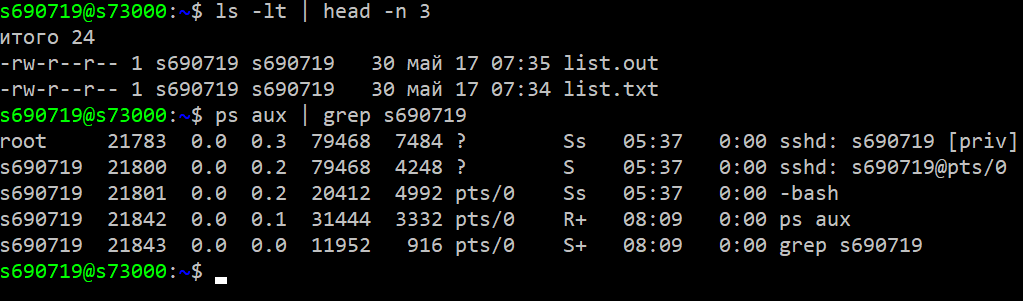 s690719@s73000:~$ ls -lt | head -n 3
итого 24
-rw-r--r-- 1 s690719 s690719   30 май 17 07:35 list.out
-rw-r--r-- 1 s690719 s690719   30 май 17 07:34 list.txt
s690719@s73000:~$ ps aux | grep s690719
root     21783  0.0  0.3  79468  7484 ?        Ss   05:37   0:00 sshd: s690719 [priv]
s690719  21800  0.0  0.2  79468  4248 ?        S    05:37   0:00 sshd: s690719@pts/0
s690719  21801  0.0  0.2  20412  4992 pts/0    Ss   05:37   0:00 -bash
s690719  21842  0.0  0.1  31444  3332 pts/0    R+   08:09   0:00 ps aux
s690719  21843  0.0  0.0  11952   916 pts/0    S+   08:09   0:00 grep s690719
s690719@s73000:~$